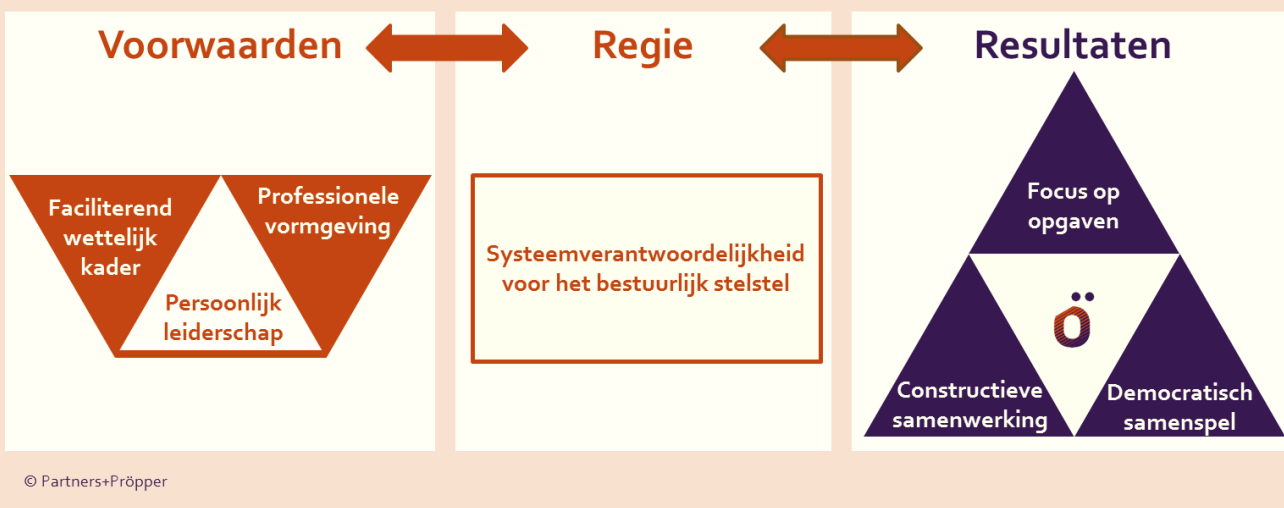 Voorwaarden
Regie
Resultaten
Faciliterend
wettelijk
kader
Professionele
vormgeving
Persoonlijk
leiderschap
Systeemverantwoordelijkheid
voor het bestuurlijk stelstel
Focus op
opgaven
Ö
Constructieve
samenwerking
Democratisch
samenspel
© Partners+Pröpper